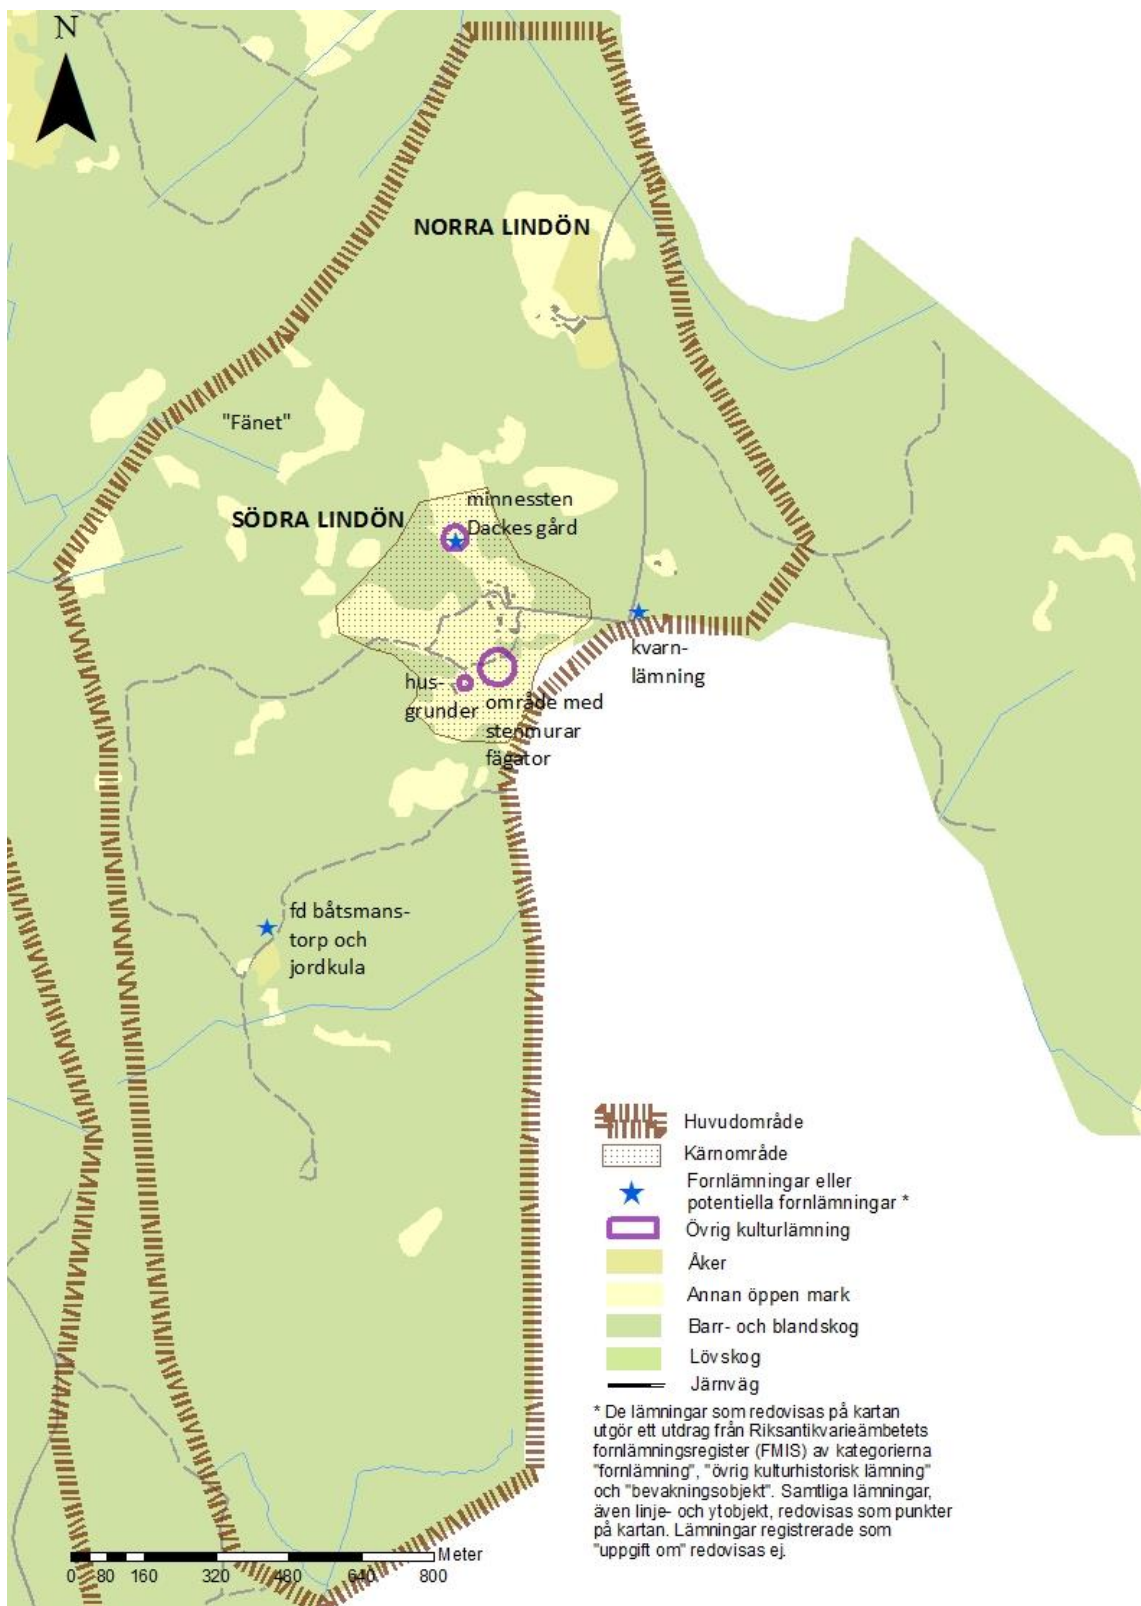 N
NORRA LINDÖN
"Fänet"
SÖDRA LINDÖN
minnessten
Dackes gård
kvarn-
lämning
hus-
grunder
område med
stenmurar
fägator
fd båtsmans-
torp och
jordkula
Huvudområde
Kärnområde
Fornlämningar eller
potentiella fornlämningar *
Övrig kulturlämning
Åker
Annan öppen mark
Barr- och blandskog
Lövskog
Järnväg
* De lämningar som redovisas på kartan
utgör ett utdrag från Riksantikvarieämbetets
fornlämningsregister (FMIS) av kategorierna
"fornlämning", "övrig kulturhistorisk lämning"
och "bevakningsobjekt". Samtliga lämningar,
även linje- och ytobjekt, redovisas som punkter
på kartan. Lämningar registrerade som
"uppgift om" redovisas ej.
Meter
0 80 160 320 480 640 800